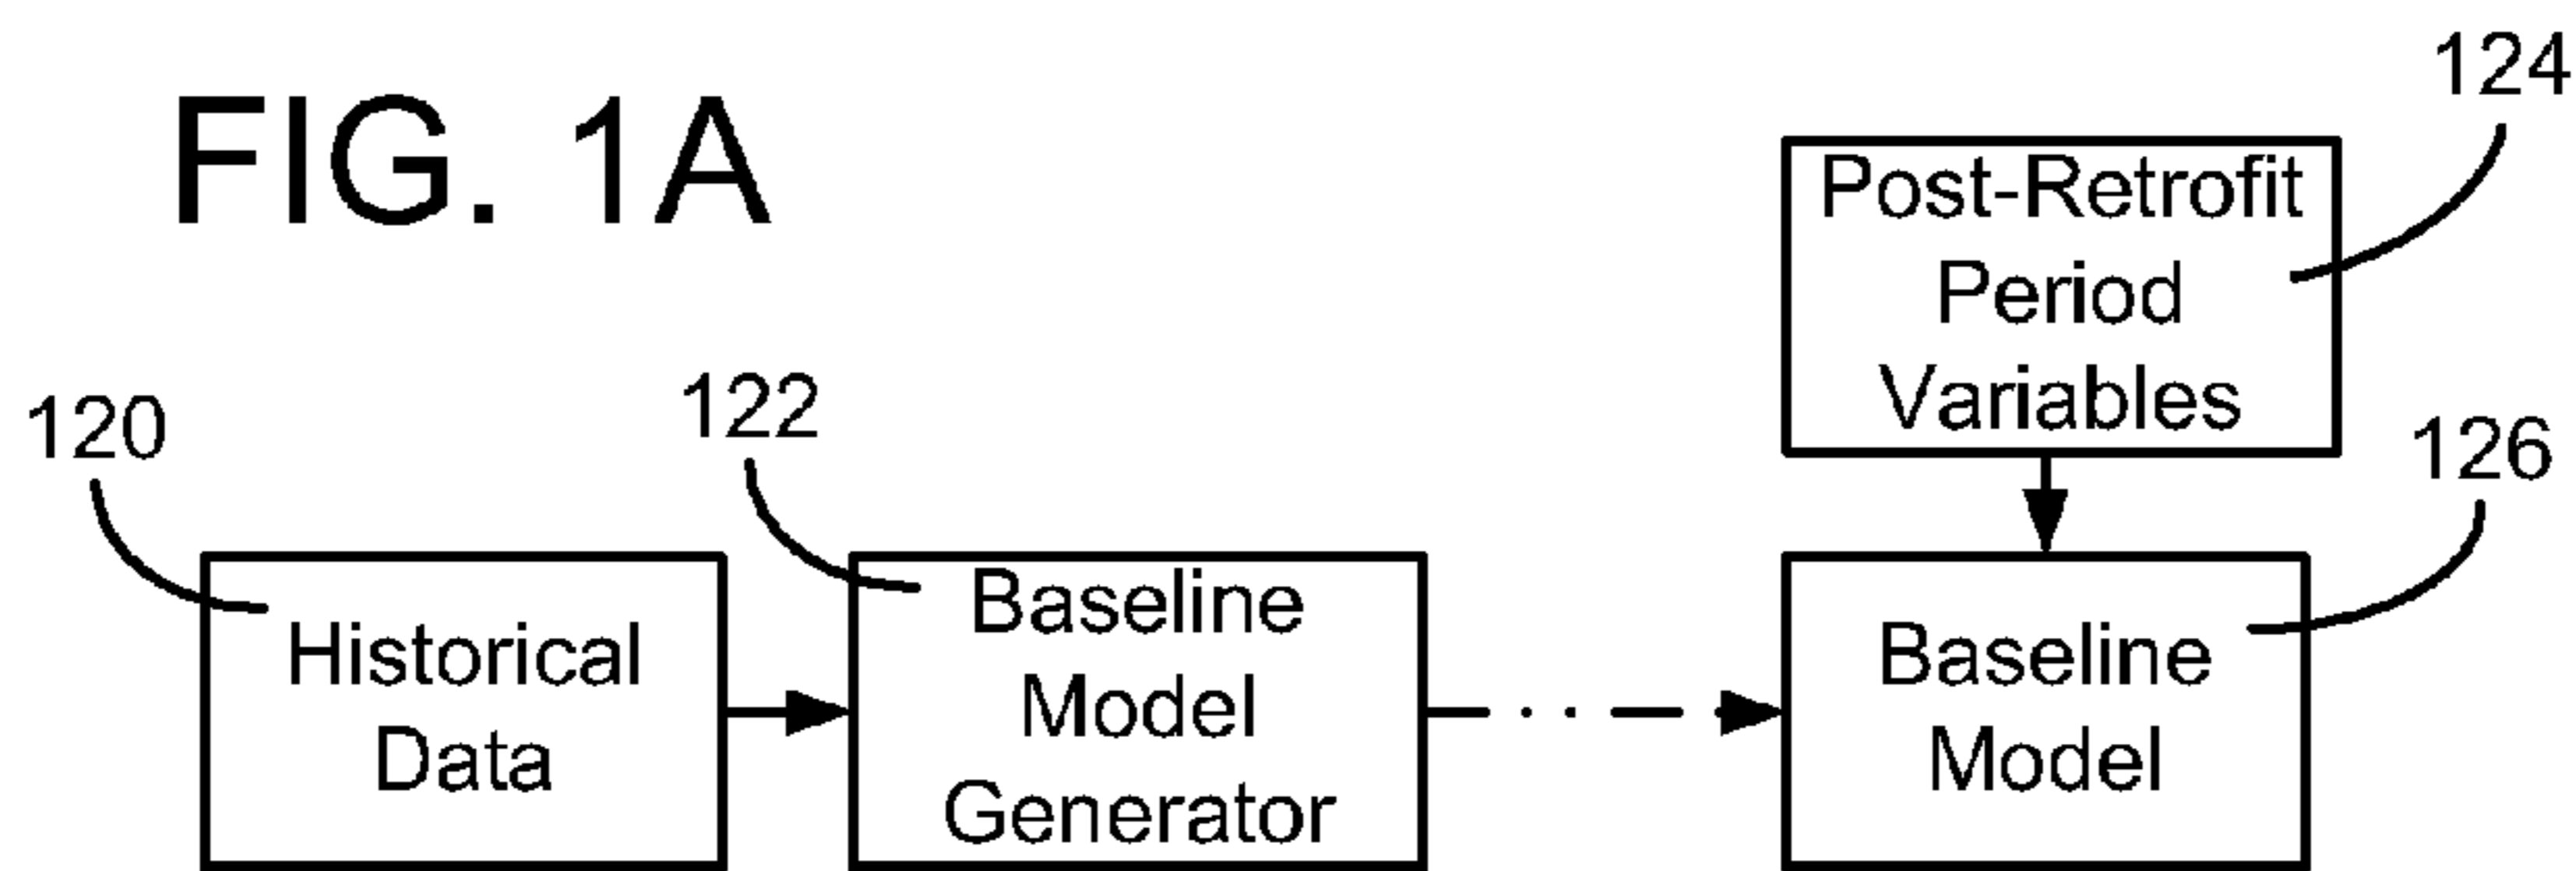 FIG. 1A
124
Post-Retrofit
Period
Variables
120
122
126
Historical
Data
Baseline
Model
Generator
Baseline
Model